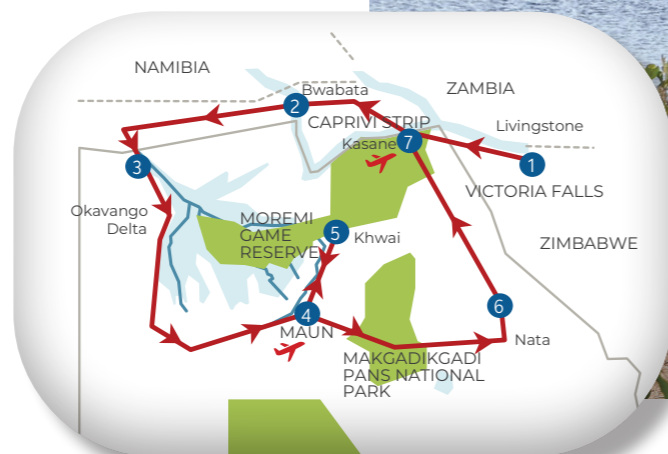 NAMIBIA
ZAMBIA
Bwabata
2
CAPRIVI STRIP
Livingstone
Kasane
7
1
3
VICTORIA FALLS
Okavango
Delta
MOREMI
GAME
RESERVE
5
Khwai
ZIMBABWE
4
MAUN
6
Nata
MAKGADIKGADI
PANS NATIONAL
PARK